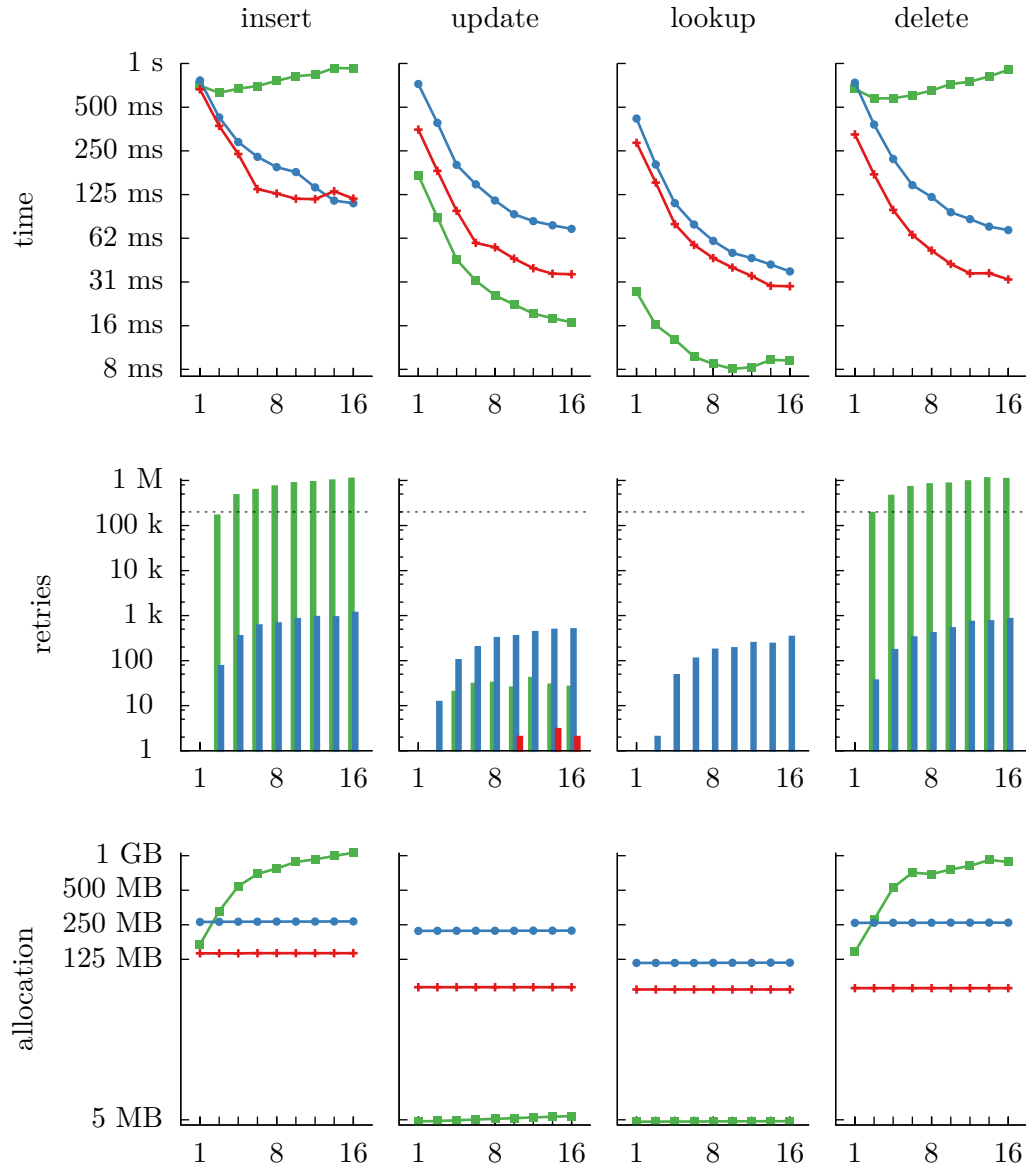 insert update lookup delete
time
1 s
500 ms
250 ms
125 ms
62 ms
31 ms
16 ms
8 ms
1 8 16 1 8 16 1 8 16 1 8 16
retries
1 M
100 k
10 k
1 k
100
10
1
1 8 16 1 8 16 1 8 16 1 8 16
allocation
1 GB
500 MB
250 MB
125 MB
5 MB
1 8 16 1 8 16 1 8 16 1 8 16